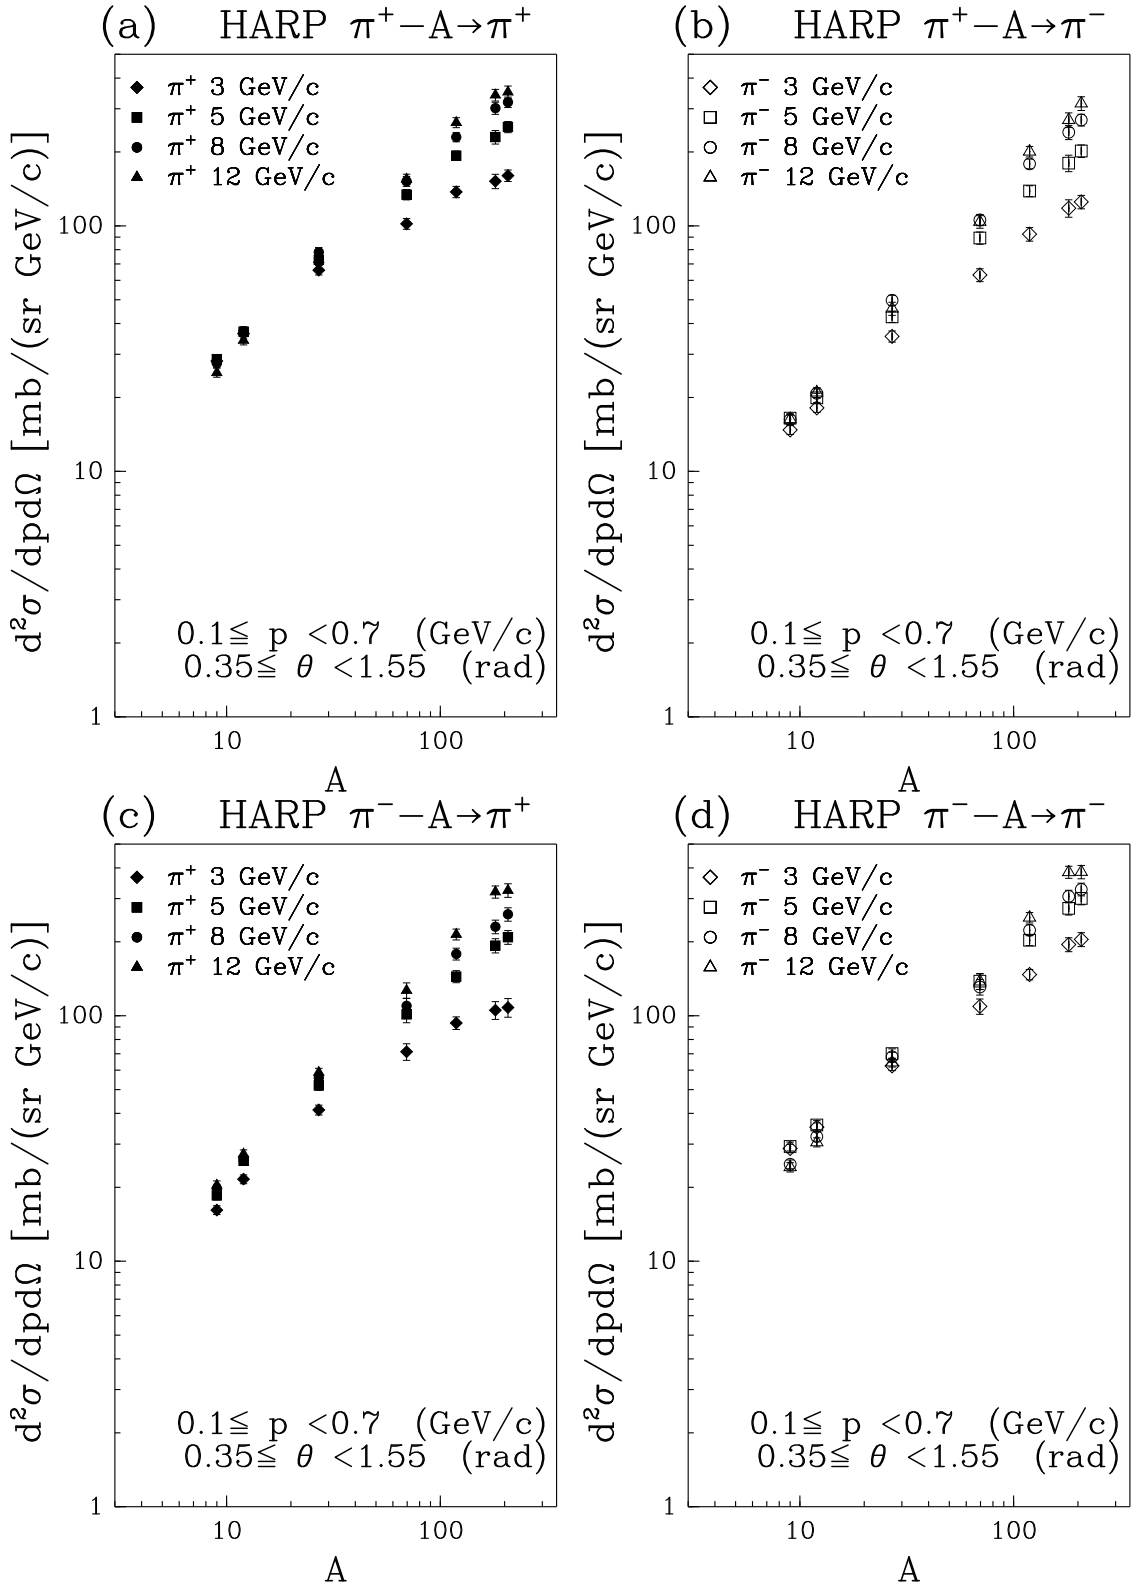 (a) HARP π⁺−A→π⁺
π⁺ 3 GeV/c
π⁺ 5 GeV/c
π⁺ 8 GeV/c
π⁺ 12 GeV/c
100
10
1
d²σ/dpdΩ [mb/(sr GeV/c)]
0.1≦ p <0.7 (GeV/c)
0.35≦ θ <1.55 (rad)
10 100
A
(b) HARP π⁺−A→π⁻
π⁻ 3 GeV/c
π⁻ 5 GeV/c
π⁻ 8 GeV/c
π⁻ 12 GeV/c
100
10
1
d²σ/dpdΩ [mb/(sr GeV/c)]
0.1≦ p <0.7 (GeV/c)
0.35≦ θ <1.55 (rad)
10 100
A
(c) HARP π⁻−A→π⁺
π⁺ 3 GeV/c
π⁺ 5 GeV/c
π⁺ 8 GeV/c
π⁺ 12 GeV/c
100
10
1
d²σ/dpdΩ [mb/(sr GeV/c)]
0.1≦ p <0.7 (GeV/c)
0.35≦ θ <1.55 (rad)
10 100
A
(d) HARP π⁻−A→π⁻
π⁻ 3 GeV/c
π⁻ 5 GeV/c
π⁻ 8 GeV/c
π⁻ 12 GeV/c
100
10
1
d²σ/dpdΩ [mb/(sr GeV/c)]
0.1≦ p <0.7 (GeV/c)
0.35≦ θ <1.55 (rad)
10 100
A